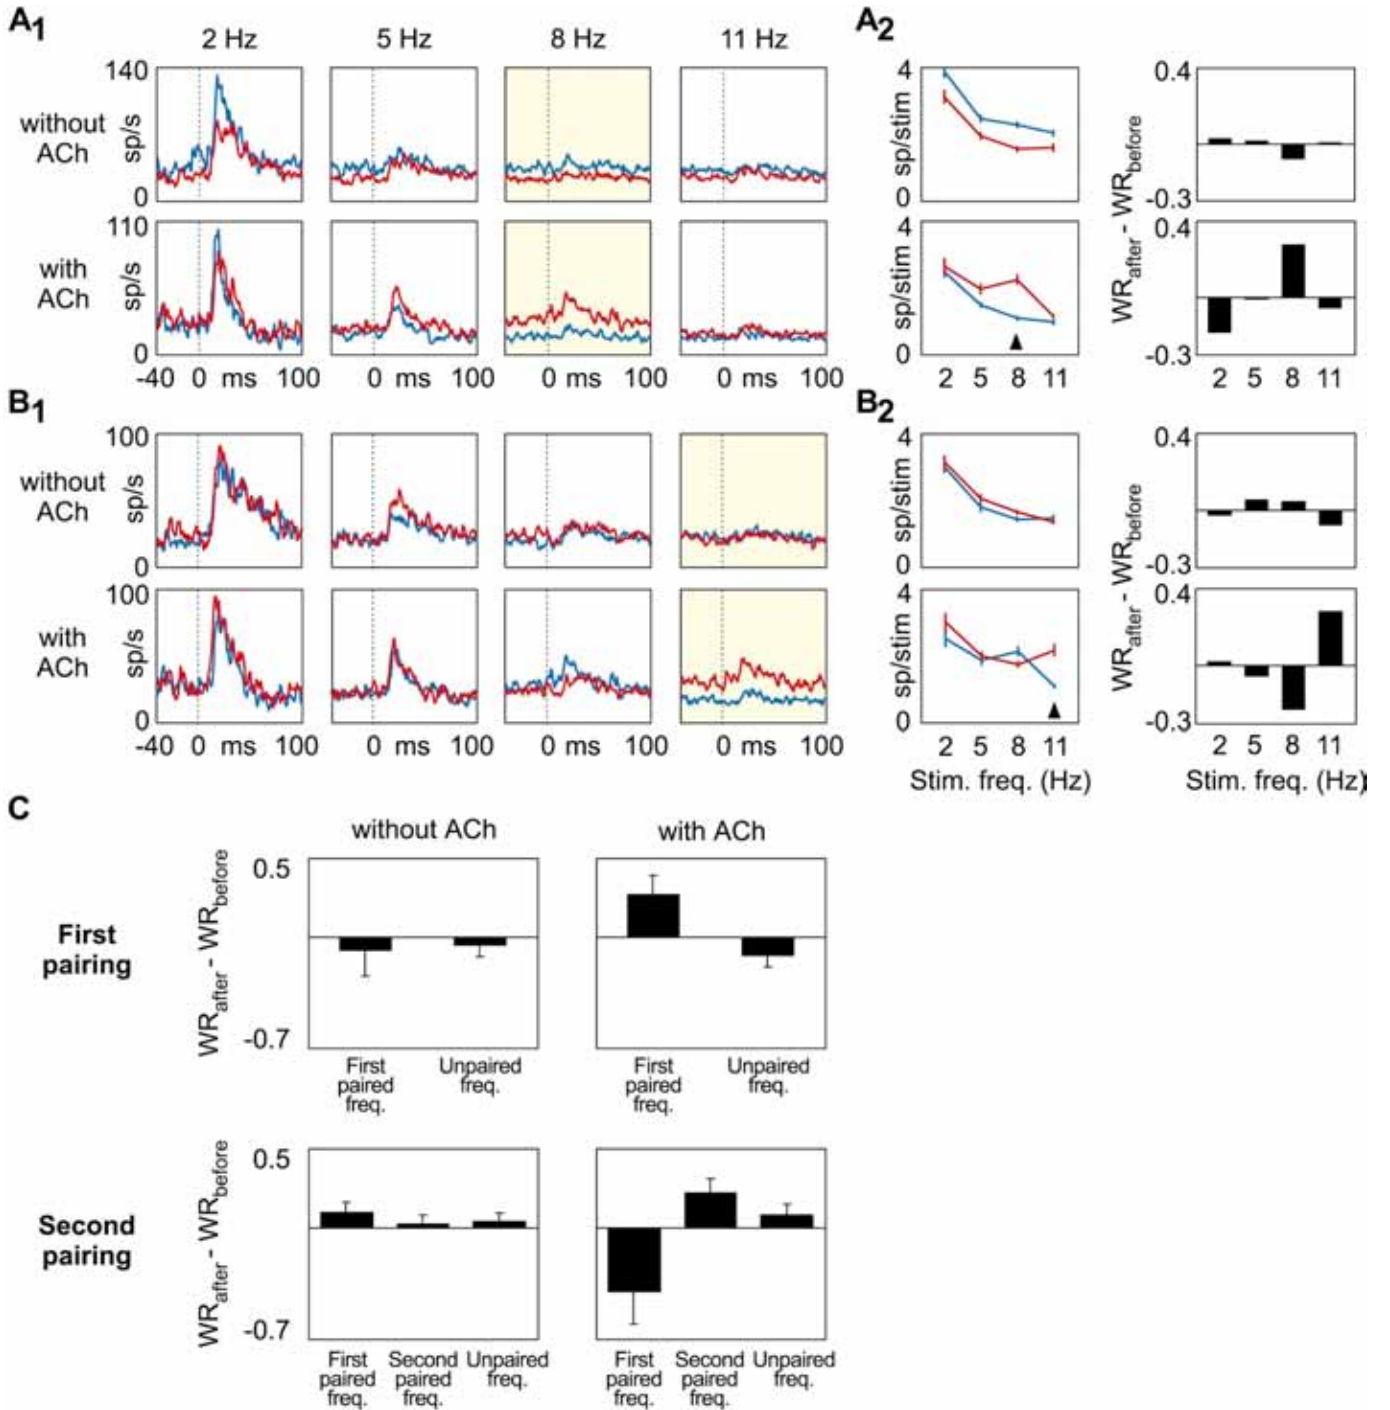 A1
A2
2 Hz 5 Hz 8 Hz 11 Hz
140
sp/s
0
without
ACh
4
sp/stim
0
0.4
-0.3
WRafter - WRbefore
110
sp/s
0
with
ACh
-40 0 ms 100
0 ms 100
0 ms 100
0 ms 100
4
sp/stim
0
2 5 8 11
0.4
-0.3
2 5 8 11
B1
B2
100
sp/s
0
without
ACh
4
sp/stim
0
0.4
-0.3
WRafter - WRbefore
100
sp/s
0
with
ACh
-40 0 ms 100
0 ms 100
0 ms 100
0 ms 100
4
sp/stim
0
2 5 8 11
Stim. freq. (Hz)
0.4
-0.3
2 5 8 11
Stim. freq. (Hz)
C
without ACh
with ACh
First
pairing
WRafter - WRbefore
0.5
-0.7
First
paired
freq.
Unpaired
freq.
First
paired
freq.
Unpaired
freq.
Second
pairing
WRafter - WRbefore
0.5
-0.7
First
paired
freq.
Second
paired
freq.
Unpaired
freq.
First
paired
freq.
Second
paired
freq.
Unpaired
freq.